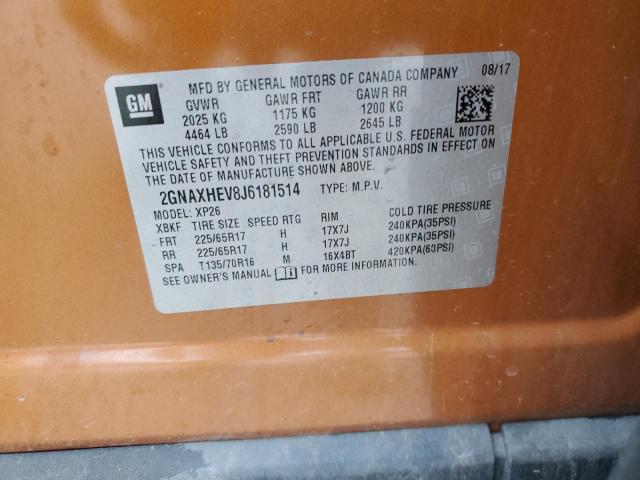 GM
MFD BY GENERAL MOTORS OF CANADA COMPANY 08/17
GVWR GAWR FRT GAWR RR
2025 KG 1175 KG 1200 KG
4464 LB 2590 LB 2645 LB
THIS VEHICLE CONFORMS TO ALL APPLICABLE U.S. FEDERAL MOTOR
VEHICLE SAFETY AND THEFT PREVENTION STANDARDS IN EFFECT ON
THE DATE OF MANUFACTURE SHOWN ABOVE.
2GNAXHEV8J6181514 TYPE: M.P.V.
MODEL: XP26
XBKF TIRE SIZE SPEED RTG RIM COLD TIRE PRESSURE
FRT 225/65R17 H 17X7J 240KPA(35PSI)
RR 225/65R17 H 17X7J 240KPA(35PSI)
SPA T135/70R16 M 16X4BT 420KPA(60PSI)
SEE OWNER'S MANUAL FOR MORE INFORMATION.